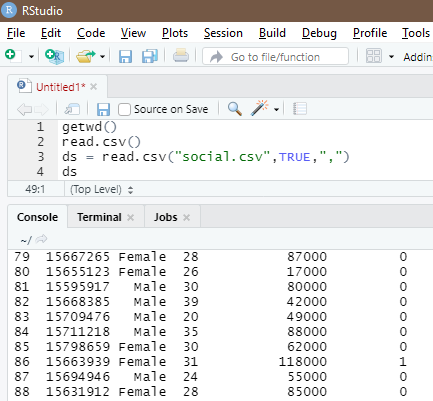 RStudio
File Edit Code View Plots Session Build Debug Profile Tools
Go to file/function Addin
Untitled1*
Source on Save
1 getwd()
2 read.csv()
3 ds = read.csv("social.csv",TRUE,",")
4 ds
49:1 (Top Level)
Console Terminal Jobs
~/
79 15667265 Female 28 87000 0
80 15655123 Female 26 17000 0
81 15595917 Male 30 80000 0
82 15668385 Male 39 42000 0
83 15709476 Male 20 49000 0
84 15711218 Male 35 88000 0
85 15798659 Female 30 62000 0
86 15663939 Female 31 118000 1
87 15694946 Male 24 55000 0
88 15631912 Female 28 85000 0